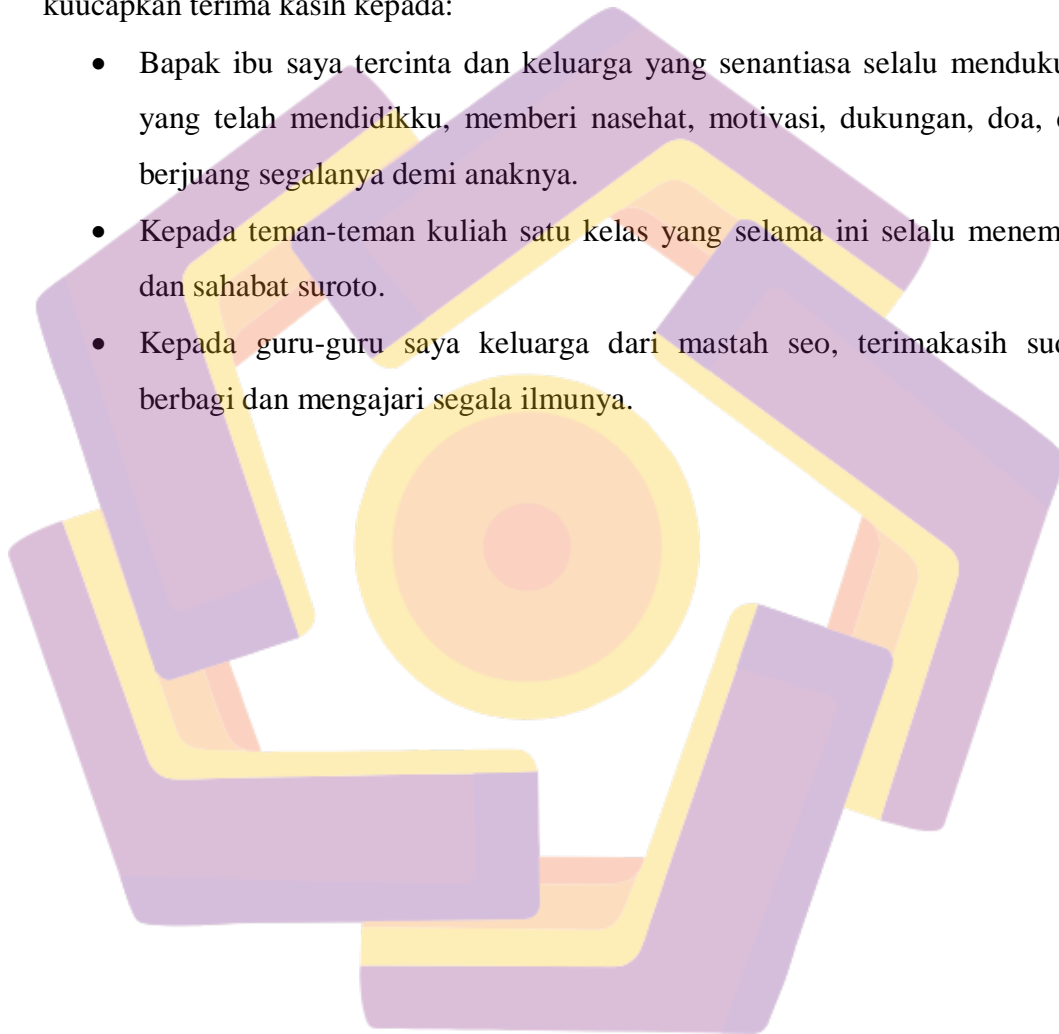 kuucapkan terima kasih kepada:
• Bapak ibu saya tercinta dan keluarga yang senantiasa selalu menduku
yang telah mendidikku, memberi nasehat, motivasi, dukungan, doa,
berjuang segalanya demi anaknya.
• Kepada teman-teman kuliah satu kelas yang selama ini selalu menem
dan sahabat suroto.
• Kepada guru-guru saya keluarga dari mastah seo, terimakasih su
berbagi dan mengajari segala ilmunya.